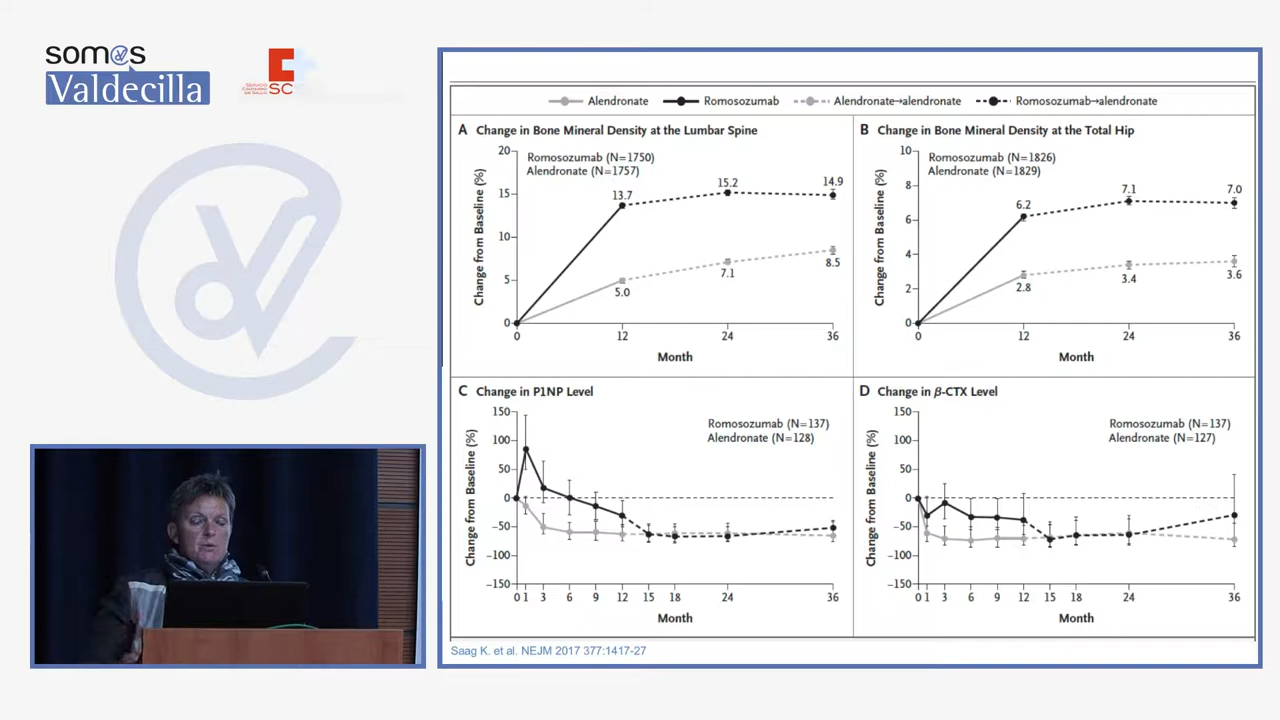 somos
Valdecilla
SERVICIO
CÁNTABRO
DE SALUD
SC
Alendronate
Romosozumab
Alendronate→alendronate
Romosozumab→alendronate
A Change in Bone Mineral Density at the Lumbar Spine
Change from Baseline (%)
20
15
10
5
0
Romosozumab (N=1750)
Alendronate (N=1757)
13.7
15.2
14.9
5.0
7.1
8.5
0 12 24 36
Month
B Change in Bone Mineral Density at the Total Hip
Change from Baseline (%)
10
8
6
4
2
0
Romosozumab (N=1826)
Alendronate (N=1829)
6.2
7.1
7.0
2.8
3.4
3.6
0 12 24 36
Month
C Change in P1NP Level
Change from Baseline (%)
150
100
50
0
−50
−100
−150
Romosozumab (N=137)
Alendronate (N=128)
0 1 3 6 9 12 15 18 24 36
Month
D Change in β-CTX Level
Change from Baseline (%)
150
100
50
0
−50
−100
−150
Romosozumab (N=137)
Alendronate (N=127)
0 1 3 6 9 12 15 18 24 36
Month
Saag K. et al. NEJM 2017 377:1417-27